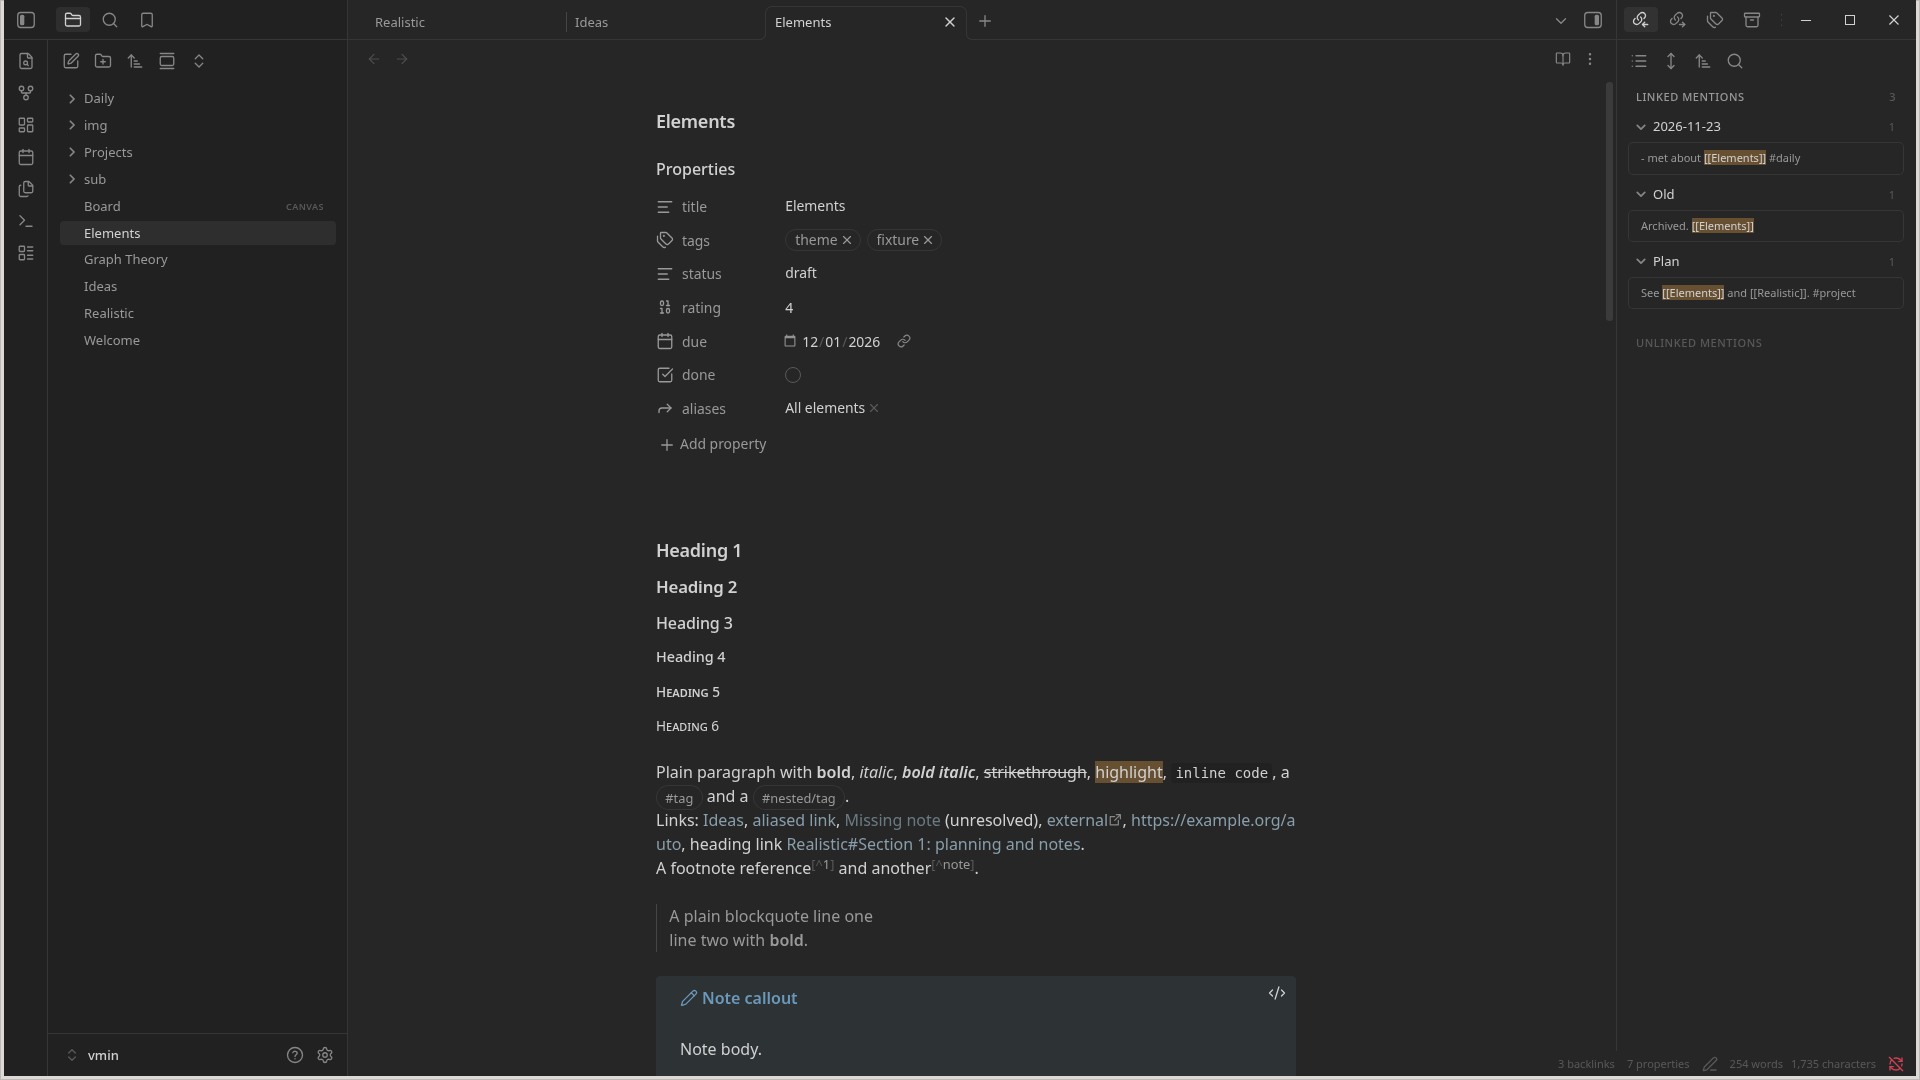 Realistic
Ideas
Elements
Daily
img
Projects
sub
Board CANVAS
Elements
Graph Theory
Ideas
Realistic
Welcome
vmin
Elements
Properties
title Elements
tags theme fixture
status draft
rating 4
due 12/01/2026
done
aliases All elements
Add property
Heading 1
Heading 2
Heading 3
Heading 4
Heading 5
Heading 6
Plain paragraph with bold, italic, bold italic, strikethrough, highlight, inline code, a
#tag and a #nested/tag.
Links: Ideas, aliased link, Missing note (unresolved), external, https://example.org/a
uto, heading link Realistic#Section 1: planning and notes.
A footnote reference[^1] and another[^note].
A plain blockquote line one
line two with bold.
Note callout
Note body.
LINKED MENTIONS 3
2026-11-23 1
- met about [[Elements]] #daily
Old 1
Archived. [[Elements]]
Plan 1
See [[Elements]] and [[Realistic]]. #project
UNLINKED MENTIONS
3 backlinks 7 properties 254 words 1,735 characters